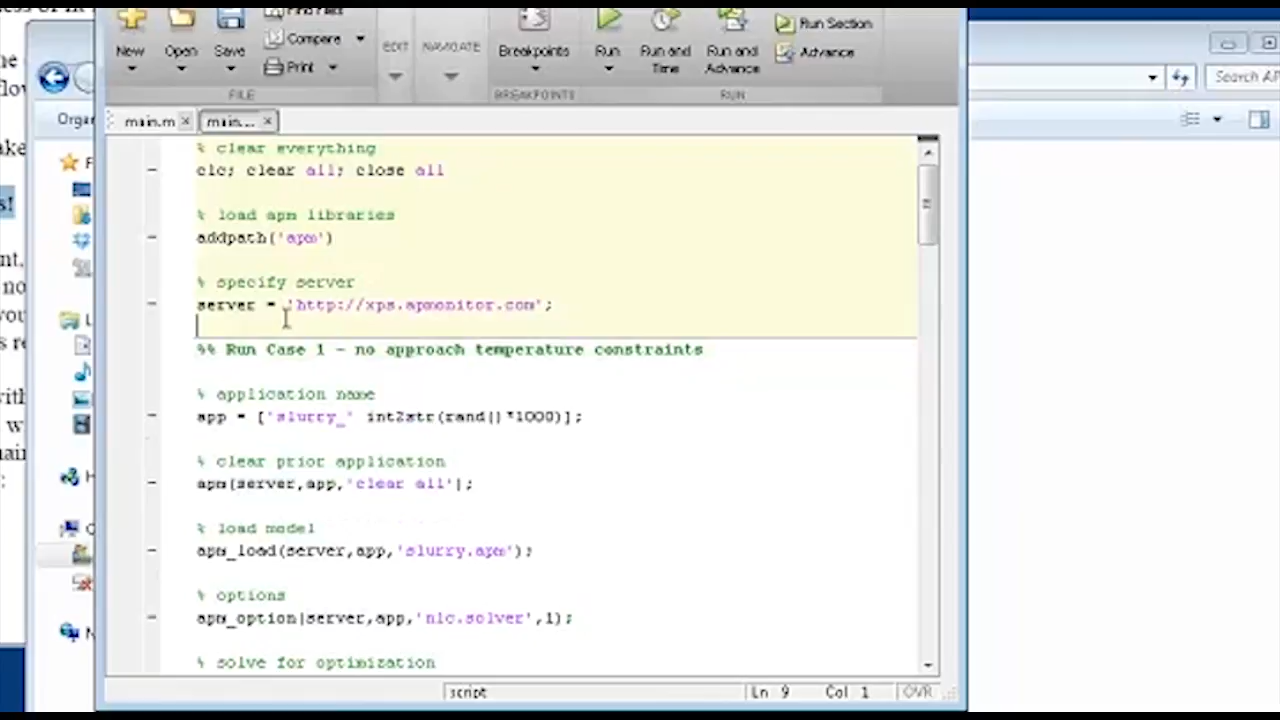 Find Files
New Open Save Compare EDIT NAVIGATE Breakpoints Run Run and Time Run and Advance Run Section
Print Advance
FILE BREAKPOINTS RUN
Search
main.m main...
% clear everything
clc; clear all; close all
% load apm libraries
addpath('apm')
% specify server
server = 'http://xps.apmonitor.com';
%% Run Case 1 - no approach temperature constraints
% application name
app = ['slurry_' int2str(rand()*1000)];
% clear prior application
apm(server,app,'clear all');
% load model
apm_load(server,app,'slurry.apm');
% options
apm_option(server,app,'nlc.solver',1);
% solve for optimization
script Ln 9 Col 1 OVR